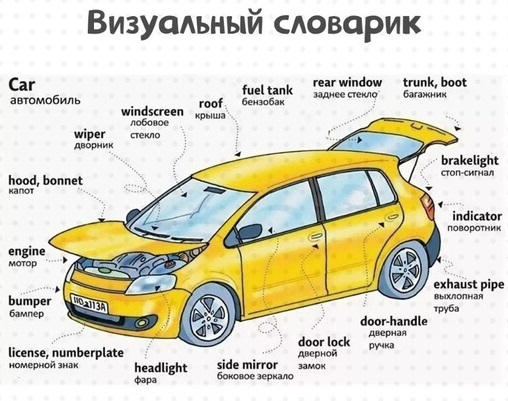 Визуальный словарик
Car
автомобиль
windscreen
лобовое
стекло
roof
крыша
fuel tank
бензобак
rear window
заднее стекло
trunk, boot
багажник
wiper
дворник
hood, bonnet
капот
brakelight
стоп-сигнал
indicator
поворотник
engine
мотор
exhaust pipe
выхлопная
труба
bumper
бампер
door-handle
дверная
ручка
door lock
дверной
замок
license, numberplate
номерной знак
headlight
фара
side mirror
боковое зеркало